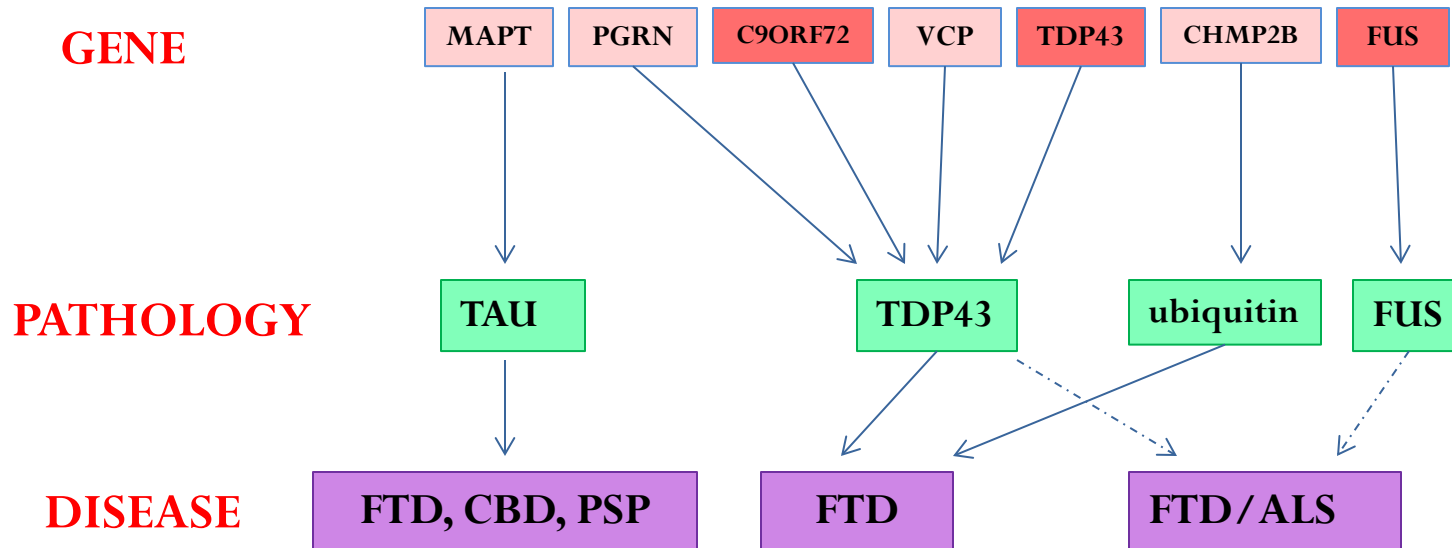 GENE
MAPT
PGRN
C9ORF72
VCP
TDP43
CHMP2B
FUS
PATHOLOGY
TAU
TDP43
ubiquitin
FUS
DISEASE
FTD, CBD, PSP
FTD
FTD/ALS